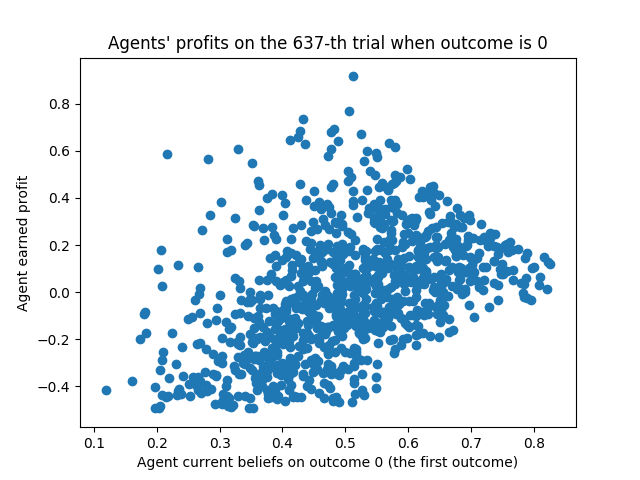 Agents' profits on the 637-th trial when outcome is 0
Agent earned profit
0.8
0.6
0.4
0.2
0.0
−0.2
−0.4
0.1 0.2 0.3 0.4 0.5 0.6 0.7 0.8
Agent current beliefs on outcome 0 (the first outcome)